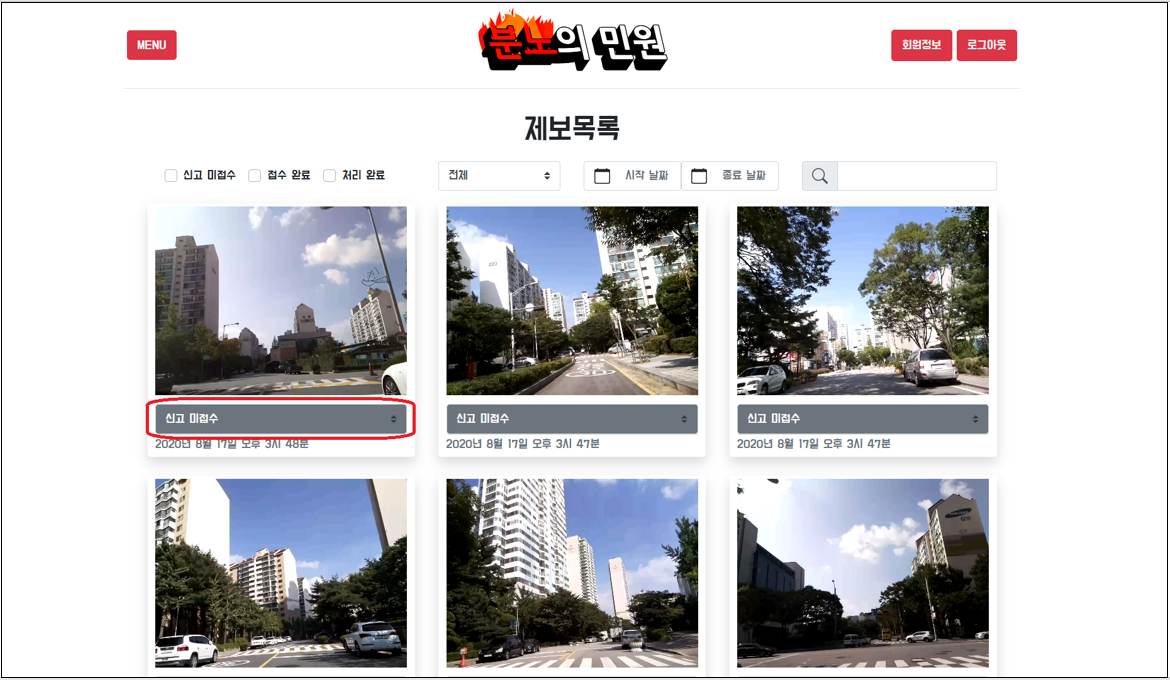 MENU
분노의 민원
회원정보
로그아웃
제보목록
신고 미접수
접수 완료
처리 완료
전체
시작 날짜
종료 날짜
신고 미접수
신고 미접수
신고 미접수
2020년 8월 17일 오후 3시 48분
2020년 8월 17일 오후 3시 47분
2020년 8월 17일 오후 3시 47분